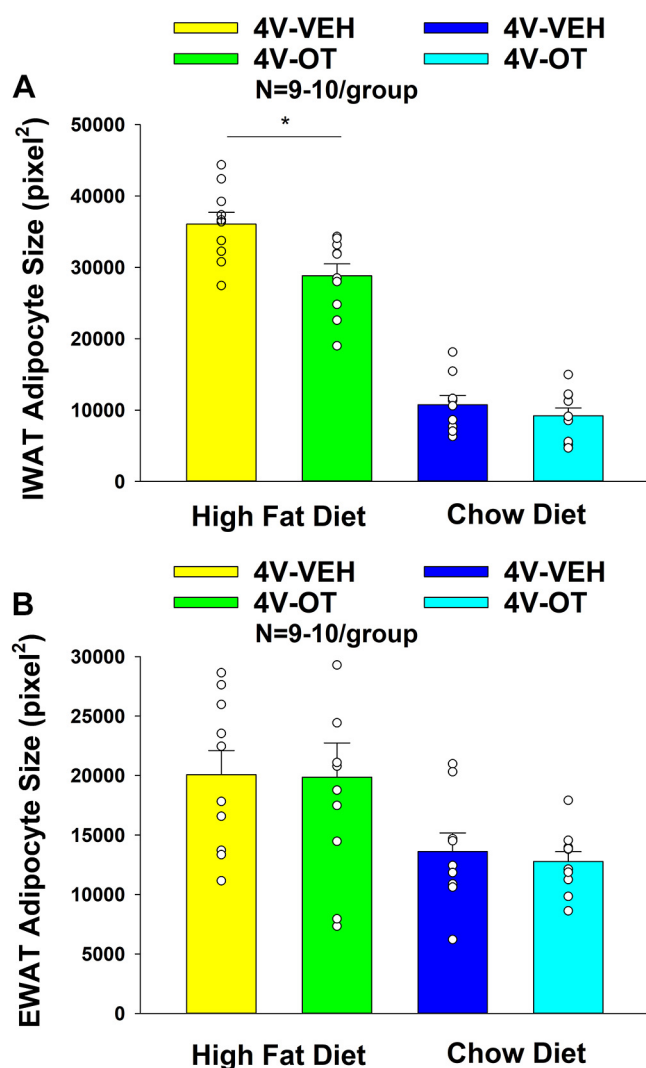 4V-VEH 4V-VEH
4V-OT 4V-OT
A
N=9-10/group
IWAT Adipocyte Size (pixel²)
50000
*
40000
30000
20000
10000
0
High Fat Diet Chow Diet
4V-VEH 4V-VEH
B
4V-OT 4V-OT
N=9-10/group
EWAT Adipocyte Size (pixel²)
30000
25000
20000
15000
10000
5000
0
High Fat Diet Chow Diet